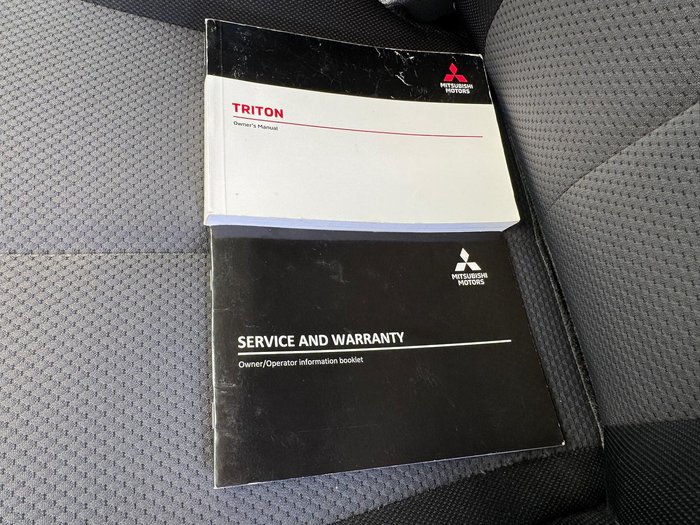 MITSUBISHI
MOTORS
TRITON
Owner's Manual
MITSUBISHI
MOTORS
SERVICE AND WARRANTY
Owner/Operator information booklet